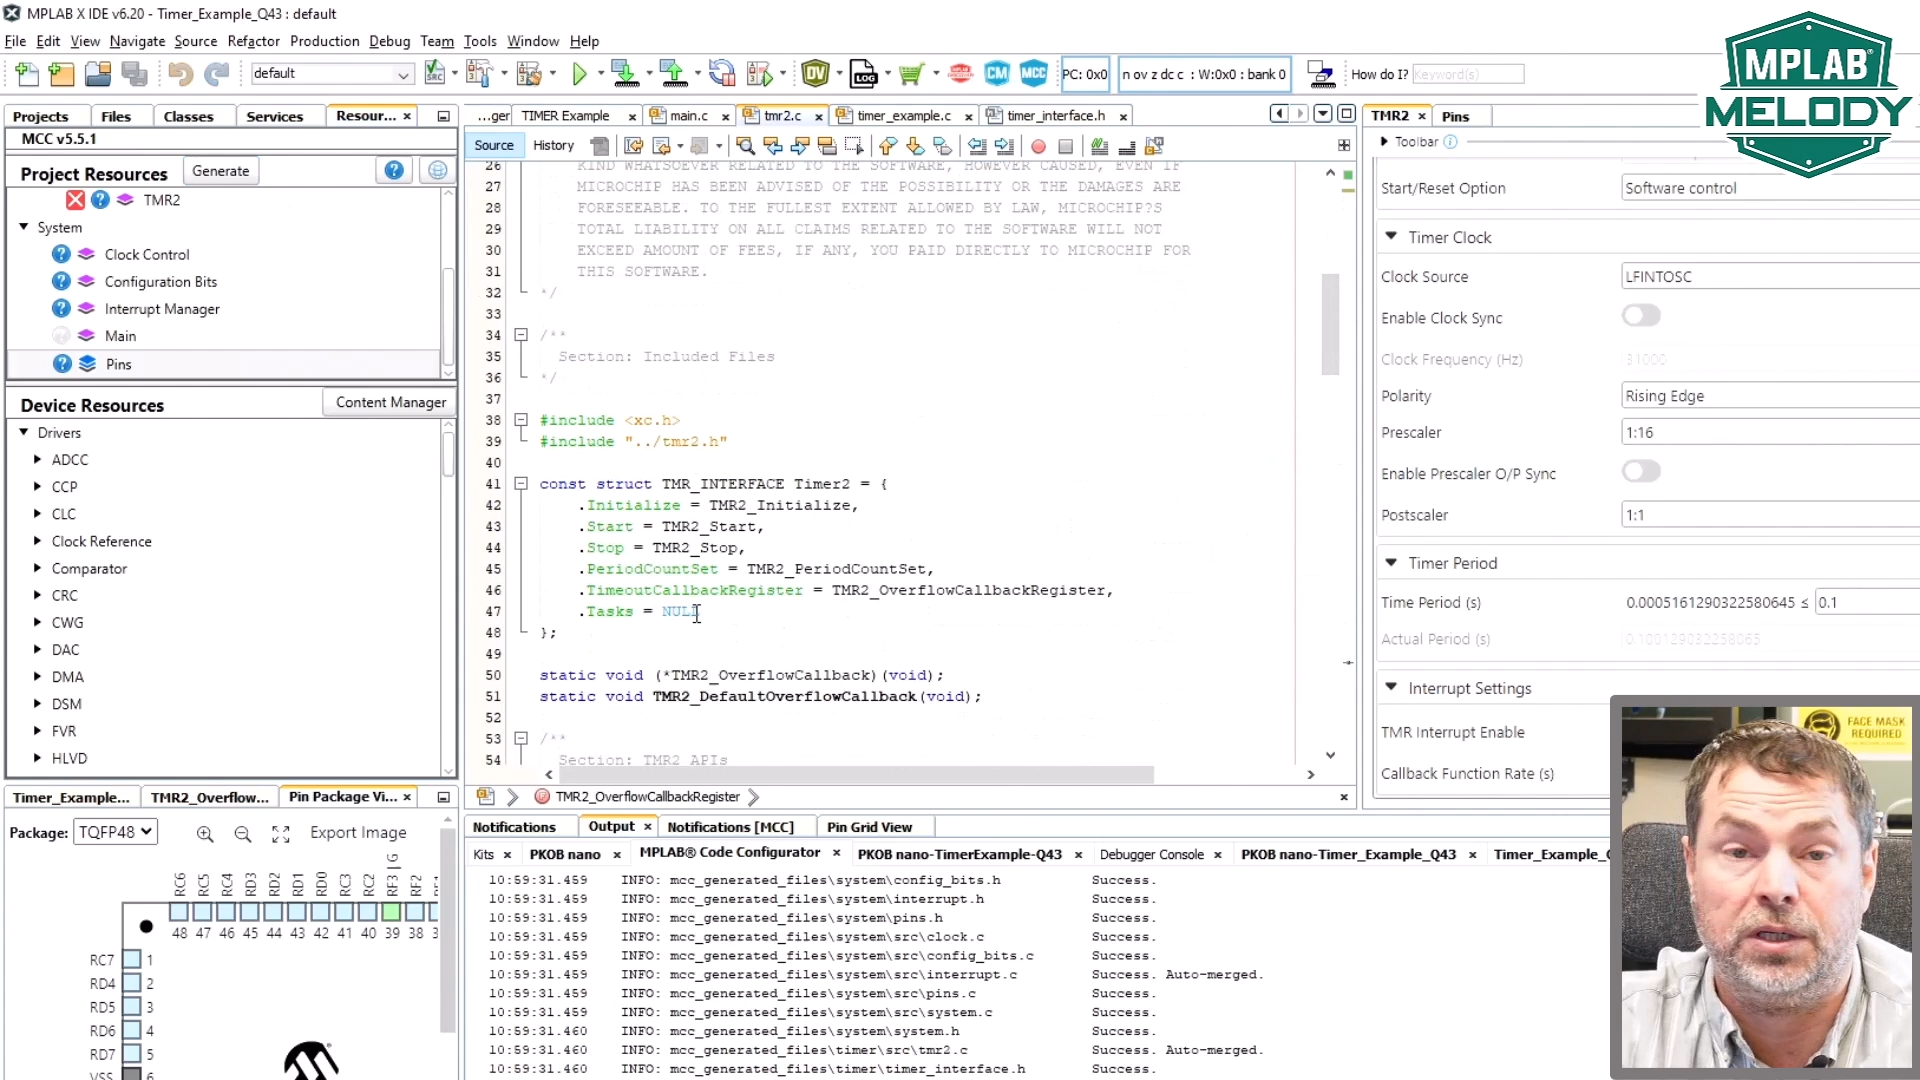 MPLAB X IDE v6.20 - Timer_Example_Q43 : default
File Edit View Navigate Source Refactor Production Debug Team Tools Window Help
default
PC: 0x0
n ov z dc c : W:0x0 : bank 0
How do I? Keyword(s)
MPLAB®
MELODY
Projects Files Classes Services Resour... ×
MCC v5.5.1
Project Resources Generate
TMR2
System
Clock Control
Configuration Bits
Interrupt Manager
Main
Pins
Device Resources Content Manager
Drivers
ADCC
CCP
CLC
Clock Reference
Comparator
CRC
CWG
DAC
DMA
DSM
FVR
HLVD
...ger TIMER Example × main.c × tmr2.c × timer_example.c × timer_interface.h ×
Source History
26 KIND WHATSOEVER RELATED TO THE SOFTWARE, HOWEVER CAUSED, EVEN IF
27 MICROCHIP HAS BEEN ADVISED OF THE POSSIBILITY OR THE DAMAGES ARE
28 FORESEEABLE. TO THE FULLEST EXTENT ALLOWED BY LAW, MICROCHIP?S
29 TOTAL LIABILITY ON ALL CLAIMS RELATED TO THE SOFTWARE WILL NOT
30 EXCEED AMOUNT OF FEES, IF ANY, YOU PAID DIRECTLY TO MICROCHIP FOR
31 THIS SOFTWARE.
32 */
33
34 /**
35 Section: Included Files
36 */
37
38 #include <xc.h>
39 #include "../tmr2.h"
40
41 const struct TMR_INTERFACE Timer2 = {
42 .Initialize = TMR2_Initialize,
43 .Start = TMR2_Start,
44 .Stop = TMR2_Stop,
45 .PeriodCountSet = TMR2_PeriodCountSet,
46 .TimeoutCallbackRegister = TMR2_OverflowCallbackRegister,
47 .Tasks = NULL
48 };
49
50 static void (*TMR2_OverflowCallback)(void);
51 static void TMR2_DefaultOverflowCallback(void);
52
53 /**
54 Section: TMR2 APIs
TMR2_OverflowCallbackRegister
TMR2 × Pins
Toolbar
Start/Reset Option Software control
Timer Clock
Clock Source LFINTOSC
Enable Clock Sync
Clock Frequency (Hz) 31000
Polarity Rising Edge
Prescaler 1:16
Enable Prescaler O/P Sync
Postscaler 1:1
Timer Period
Time Period (s) 0.0005161290322580645 ≤ 0.1
Actual Period (s) 0.100129032258065
Interrupt Settings
TMR Interrupt Enable
Callback Function Rate (s)
FACE MASK
REQUIRED
Timer_Example... TMR2_Overflow... Pin Package Vi... ×
Package: TQFP48 Export Image
RC6 RC5 RC4 RD3 RD2 RD1 RD0 RC3 RC2 RF3 | G RF2
48 47 46 45 44 43 42 41 40 39 38
RC7 1
RD4 2
RD5 3
RD6 4
RD7 5
VSS 6
Notifications Output × Notifications [MCC] Pin Grid View
Kits × PKOB nano × MPLAB® Code Configurator × PKOB nano-TimerExample-Q43 × Debugger Console × PKOB nano-Timer_Example_Q43 × Timer_Example_Q
10:59:31.459 INFO: mcc_generated_files\system\config_bits.h Success.
10:59:31.459 INFO: mcc_generated_files\system\interrupt.h Success.
10:59:31.459 INFO: mcc_generated_files\system\pins.h Success.
10:59:31.459 INFO: mcc_generated_files\system\src\clock.c Success.
10:59:31.459 INFO: mcc_generated_files\system\src\config_bits.c Success.
10:59:31.459 INFO: mcc_generated_files\system\src\interrupt.c Success. Auto-merged.
10:59:31.459 INFO: mcc_generated_files\system\src\pins.c Success.
10:59:31.459 INFO: mcc_generated_files\system\src\system.c Success.
10:59:31.460 INFO: mcc_generated_files\system\system.h Success.
10:59:31.460 INFO: mcc_generated_files\timer\src\tmr2.c Success. Auto-merged.
10:59:31.460 INFO: mcc_generated_files\timer\timer_interface.h Success.